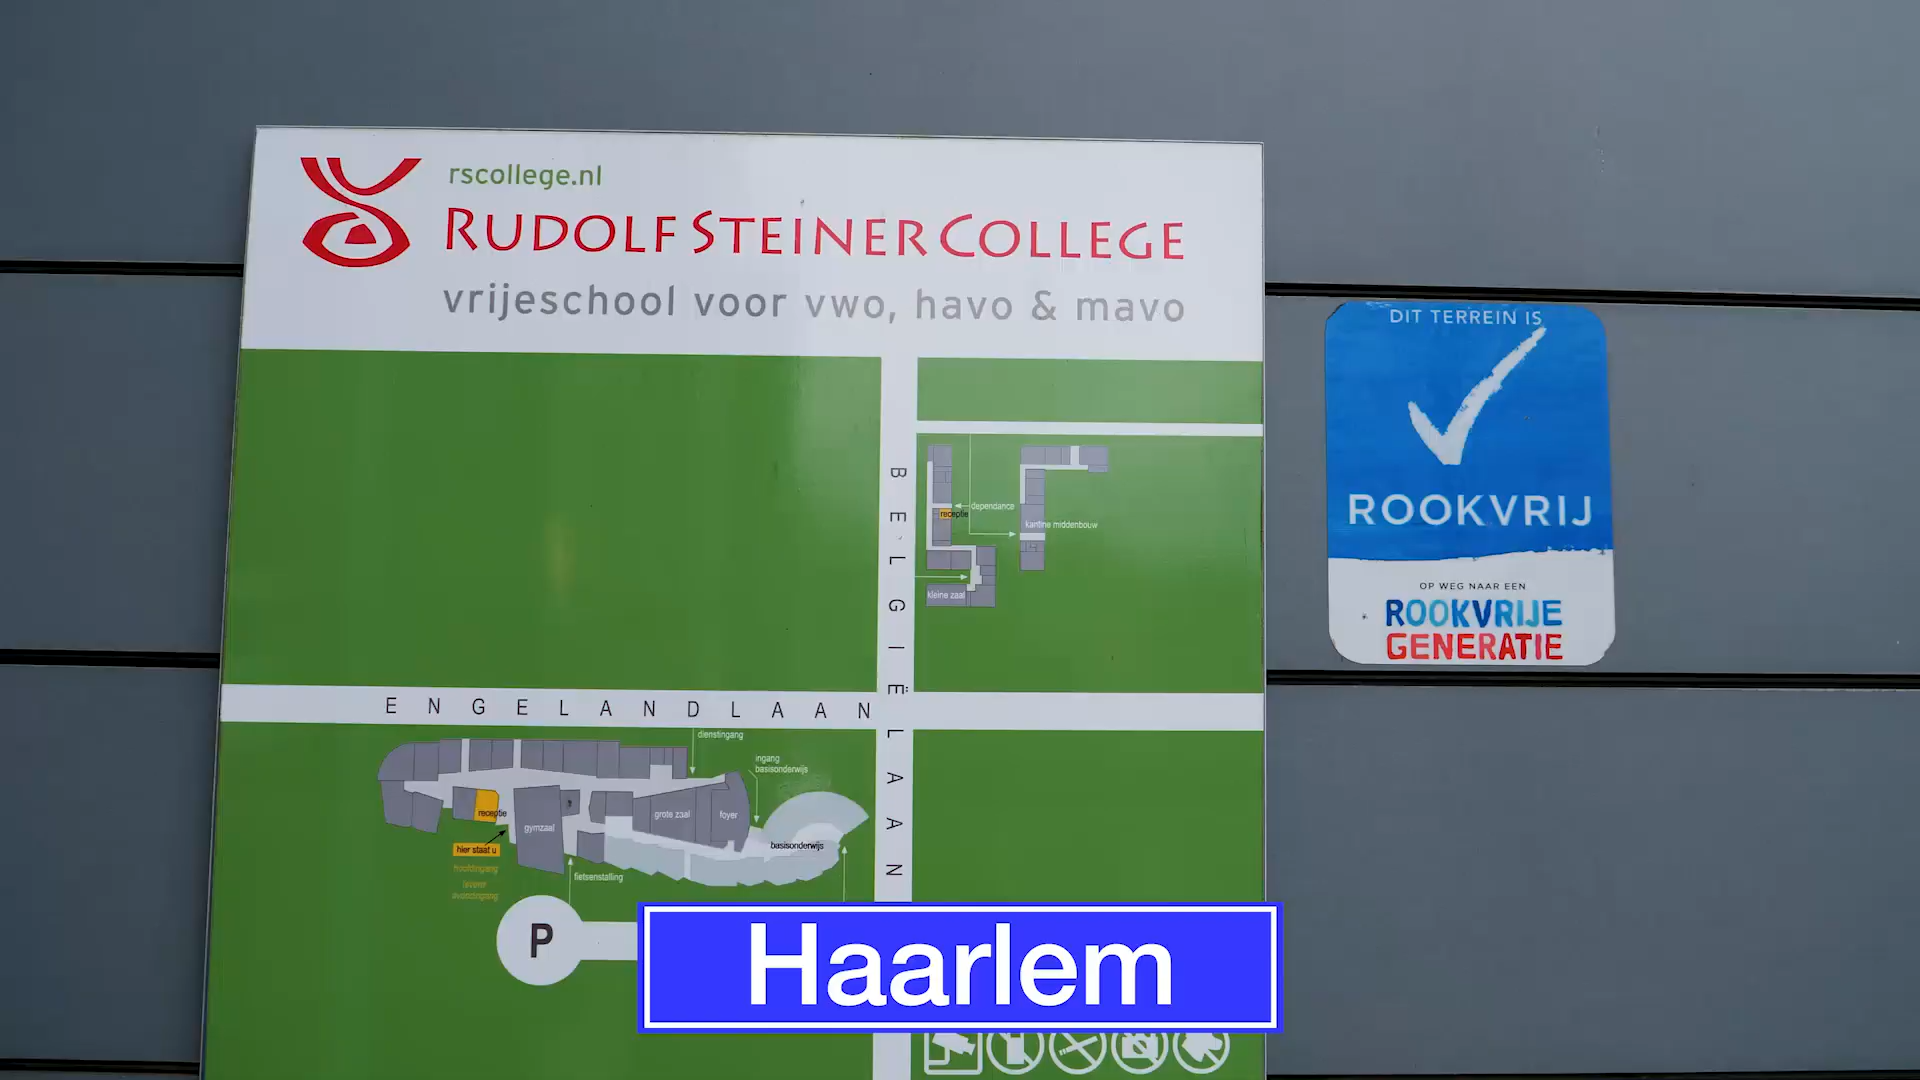 rscollege.nl
RUDOLF STEINER COLLEGE
vrijeschool voor vwo, havo & mavo
DIT TERREIN IS
ROOKVRIJ
OP WEG NAAR EEN
ROOKVRIJE
GENERATIE
BELGIËLAAN
dependance
receptie
kantine middenbouw
kleine zaal
ENGELANDLAAN
dienstingang
ingang
basisonderwijs
receptie
grote zaal
foyer
gymzaal
basisonderwijs
hier staat u
hoofdingang
fietsenstalling
avondingang
P
Haarlem